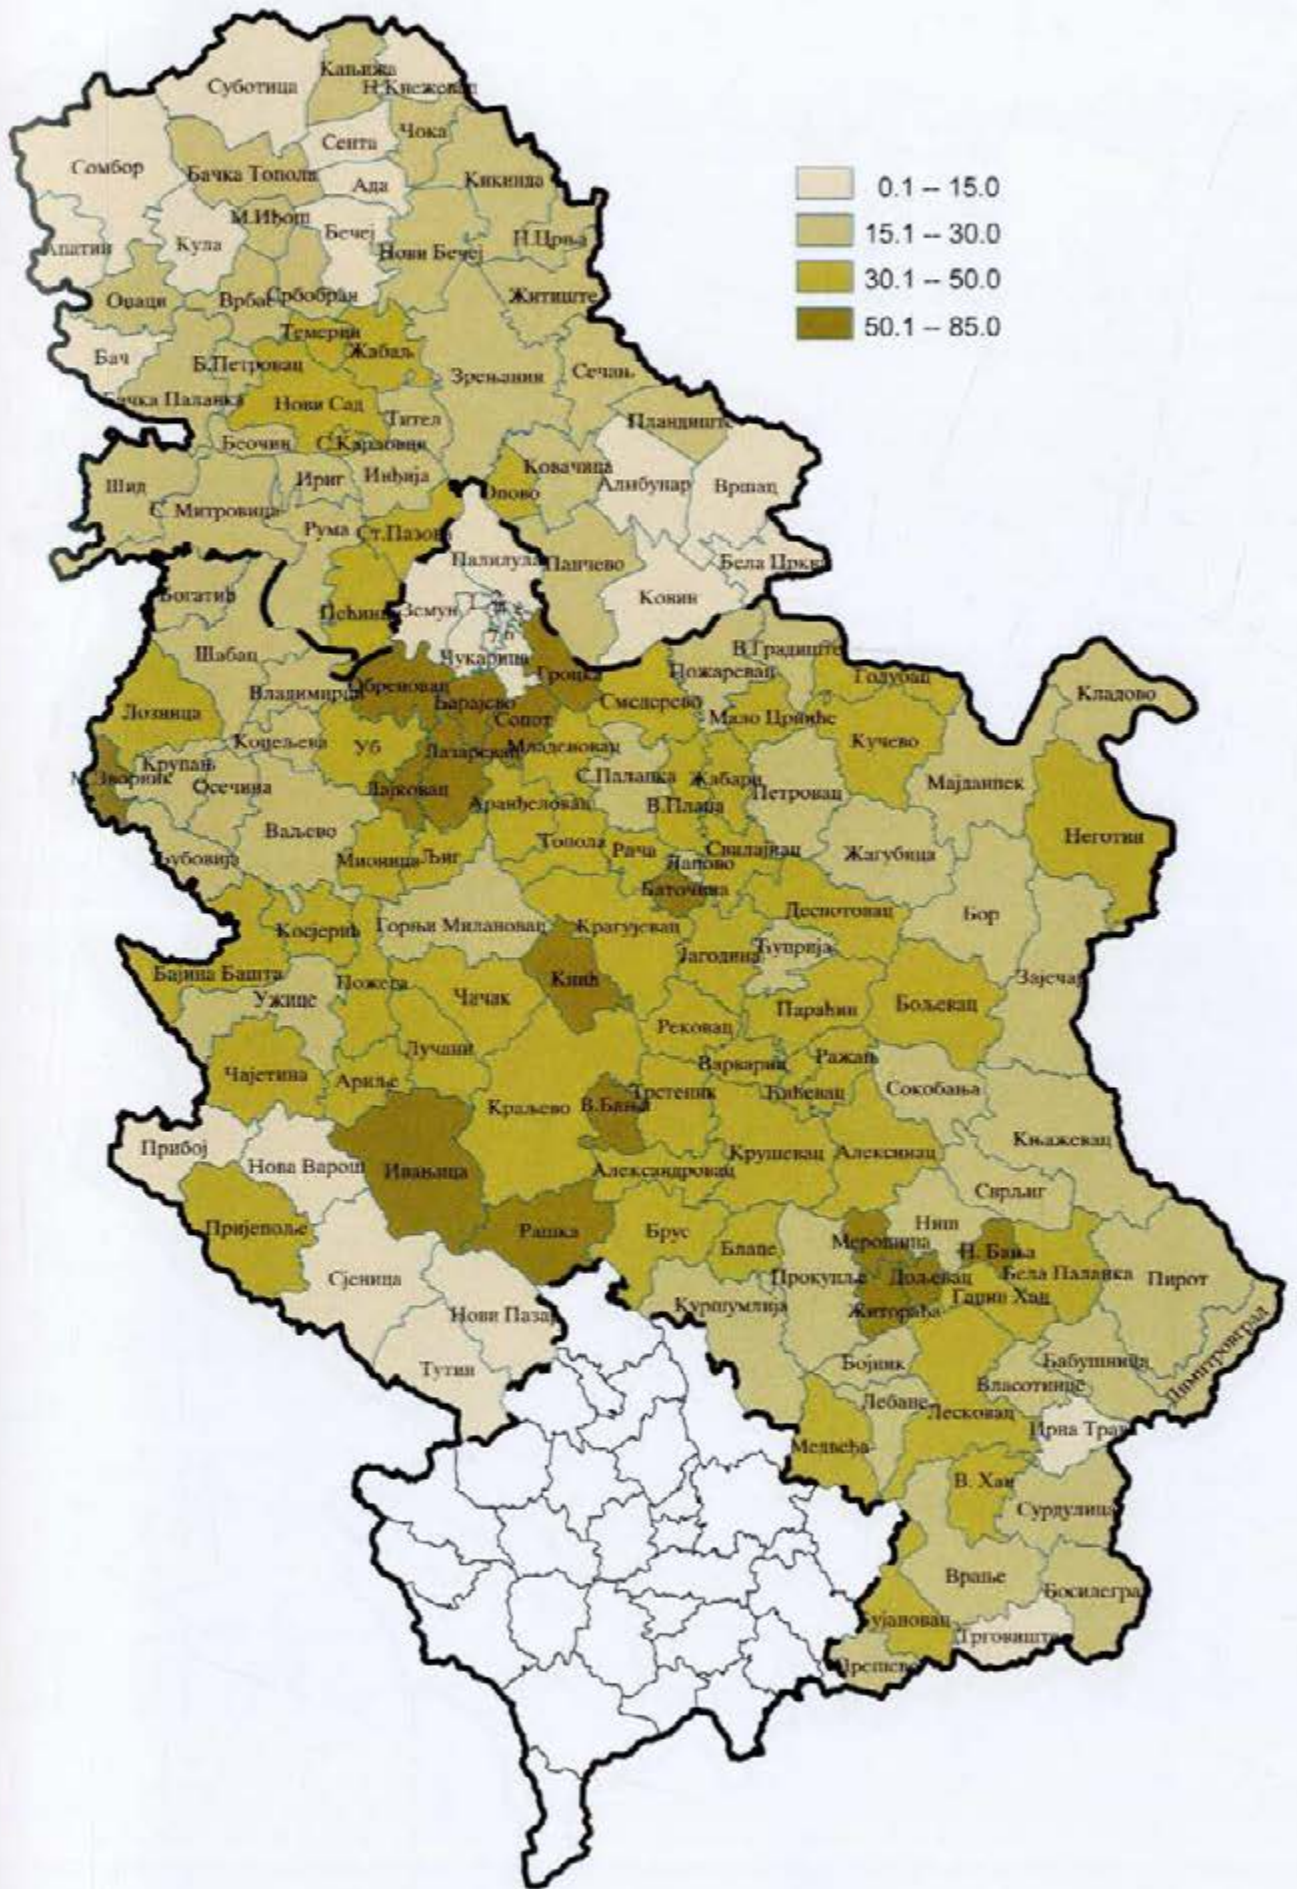 Суботица
Кањижа
Н.Кнежевац
Сента
Чока
Сомбор
Бачка Топола
Ада
Кикинда
0.1 – 15.0
15.1 – 30.0
30.1 – 50.0
50.1 – 85.0
Апатин
Кула
М.Иђош
Бечеј
Нови Бечеј
Н.Црња
Оџаци
Врбас
Србобран
Житиште
Темерин
Жабаљ
Бач
Б.Петровац
Зрењанин
Сечањ
Бачка Паланка
Нови Сад
Тител
Пландиште
Беочин
С.Карловци
Шид
С. Митровица
Ириг
Инђија
Опово
Ковачица
Алибунар
Вршац
Рума
Ст.Пазова
Палилула
Панчево
Бела Црква
Богатић
Пећинци
Земун
Ковин
Шабац
Чукарица
Гроцка
Пожаревац
В.Градиште
Голубац
Кладово
Лозница
Владимирци
Обреновац
Барајево
Сопот
Смедерево
Мало Црниће
Кучево
Коцељева
Уб
Лазаревац
Младеновац
М.Зворник
Крупањ
Осечина
Лајковац
Аранђеловац
С.Паланка
Жабари
Петровац
Мајданпек
В.Плана
Неготин
Љубовија
Ваљево
Мионица
Љиг
Топола
Рача
Свилајнац
Лапово
Жагубица
Баточина
Косјерић
Горњи Милановац
Крагујевац
Деспотовац
Бор
Бајина Башта
Ужице
Пожега
Чачак
Кнић
Јагодина
Ћуприја
Зајечар
Рековац
Параћин
Бољевац
Чајетина
Ариље
Лучани
Краљево
В.Бања
Трстеник
Варварин
Ражањ
Ћићевац
Сокобања
Прибој
Нова Варош
Ивањица
Александровац
Крушевац
Алексинац
Књажевац
Сврљиг
Пријепоље
Рашка
Брус
Блаце
Мерошина
Ниш
Н. Бања
Сјеница
Прокупље
Дољевац
Бела Паланка
Пирот
Нови Пазар
Куршумлија
Житорађа
Гаџин Хан
Димитровград
Тутин
Бојник
Бабушница
Власотинце
Лебане
Лесковац
Црна Трава
Медвеђа
В. Хан
Сурдулица
Врање
Босилеград
Бујановац
Трговиште
Прешево